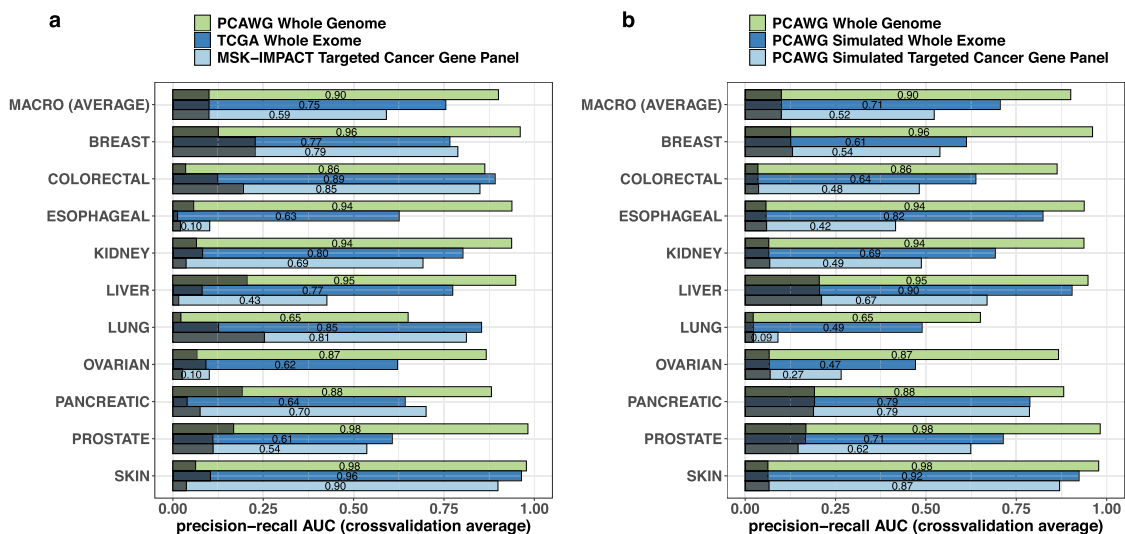 a
PCAWG Whole Genome
TCGA Whole Exome
MSK−IMPACT Targeted Cancer Gene Panel
MACRO (AVERAGE)
0.90
0.75
0.59
BREAST
0.96
0.77
0.79
COLORECTAL
0.86
0.89
0.85
ESOPHAGEAL
0.94
0.63
0.10
KIDNEY
0.94
0.80
0.69
LIVER
0.95
0.77
0.43
LUNG
0.65
0.85
0.81
OVARIAN
0.87
0.62
0.10
PANCREATIC
0.88
0.64
0.70
PROSTATE
0.98
0.61
0.54
SKIN
0.98
0.96
0.90
0.00 0.25 0.50 0.75 1.00
precision−recall AUC (crossvalidation average)
b
PCAWG Whole Genome
PCAWG Simulated Whole Exome
PCAWG Simulated Targeted Cancer Gene Panel
MACRO (AVERAGE)
0.90
0.71
0.52
BREAST
0.96
0.61
0.54
COLORECTAL
0.86
0.64
0.48
ESOPHAGEAL
0.94
0.82
0.42
KIDNEY
0.94
0.69
0.49
LIVER
0.95
0.90
0.67
LUNG
0.65
0.49
0.09
OVARIAN
0.87
0.47
0.27
PANCREATIC
0.88
0.79
0.79
PROSTATE
0.98
0.71
0.62
SKIN
0.98
0.92
0.87
0.00 0.25 0.50 0.75 1.00
precision−recall AUC (crossvalidation average)